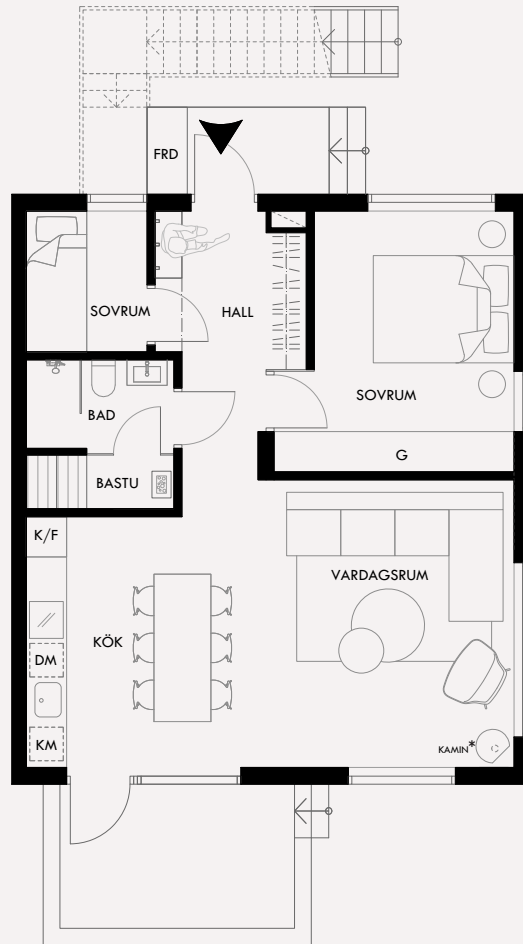 FRD
SOVRUM
HALL
SOVRUM
BAD
G
BASTU
K/F
VARDAGSRUM
KÖK
DM
KM
KAMIN*